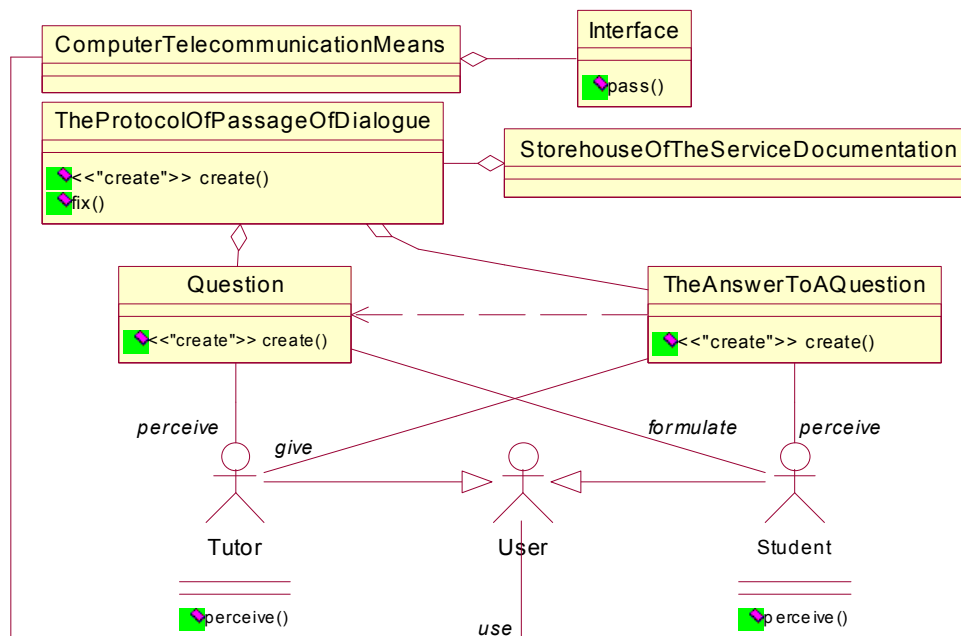 ComputerTelecommunicationMeans
Interface
pass()
TheProtocolOfPassageOfDialogue
<<"create">> create()
fix()
StorehouseOfTheServiceDocumentation
Question
<<"create">> create()
TheAnswerToAQuestion
<<"create">> create()
perceive
give
formulate
perceive
Tutor
User
Student
perceive()
use
perceive()